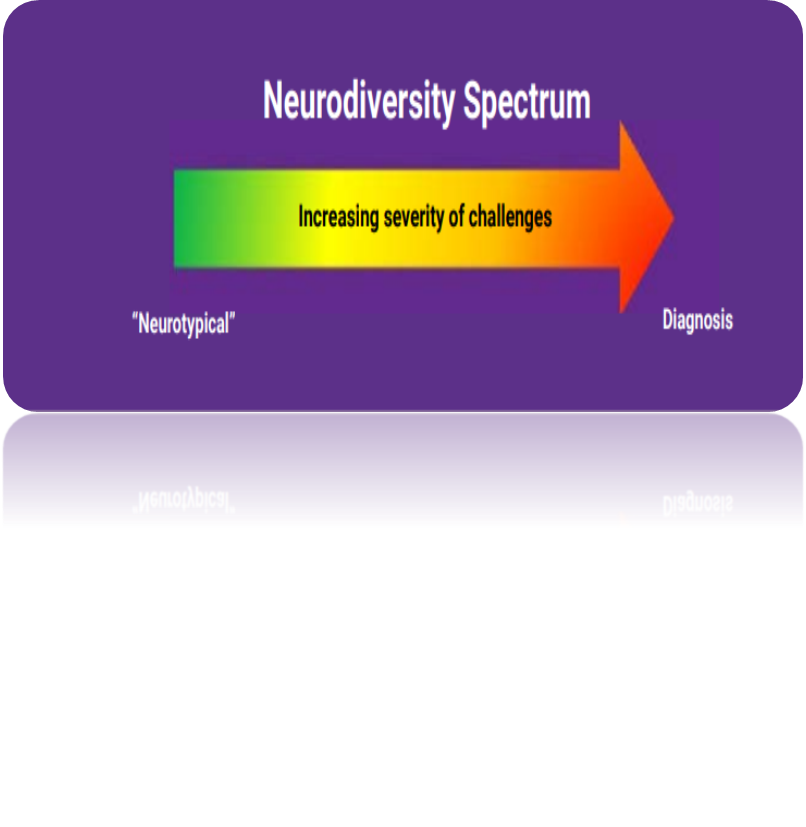 Neurodiversity Spectrum
Increasing severity of challenges
“Neurotypical”
Diagnosis